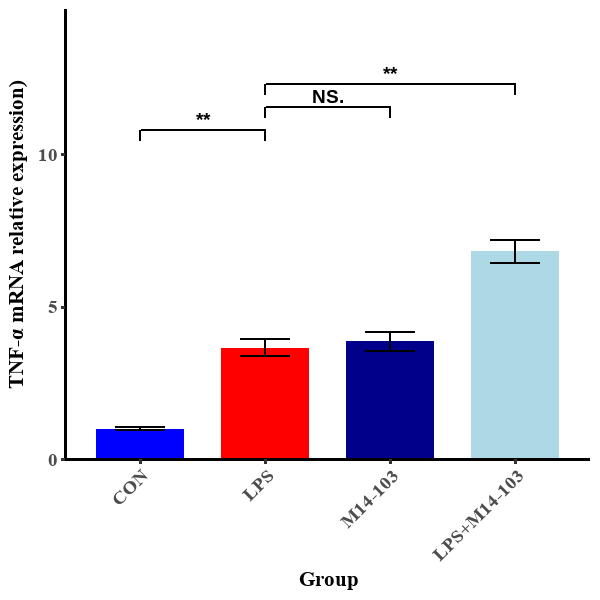 **
NS.
**
TNF-α mRNA relative expression)
10
5
0
CON
LPS
M14-103
LPS+M14-103
Group